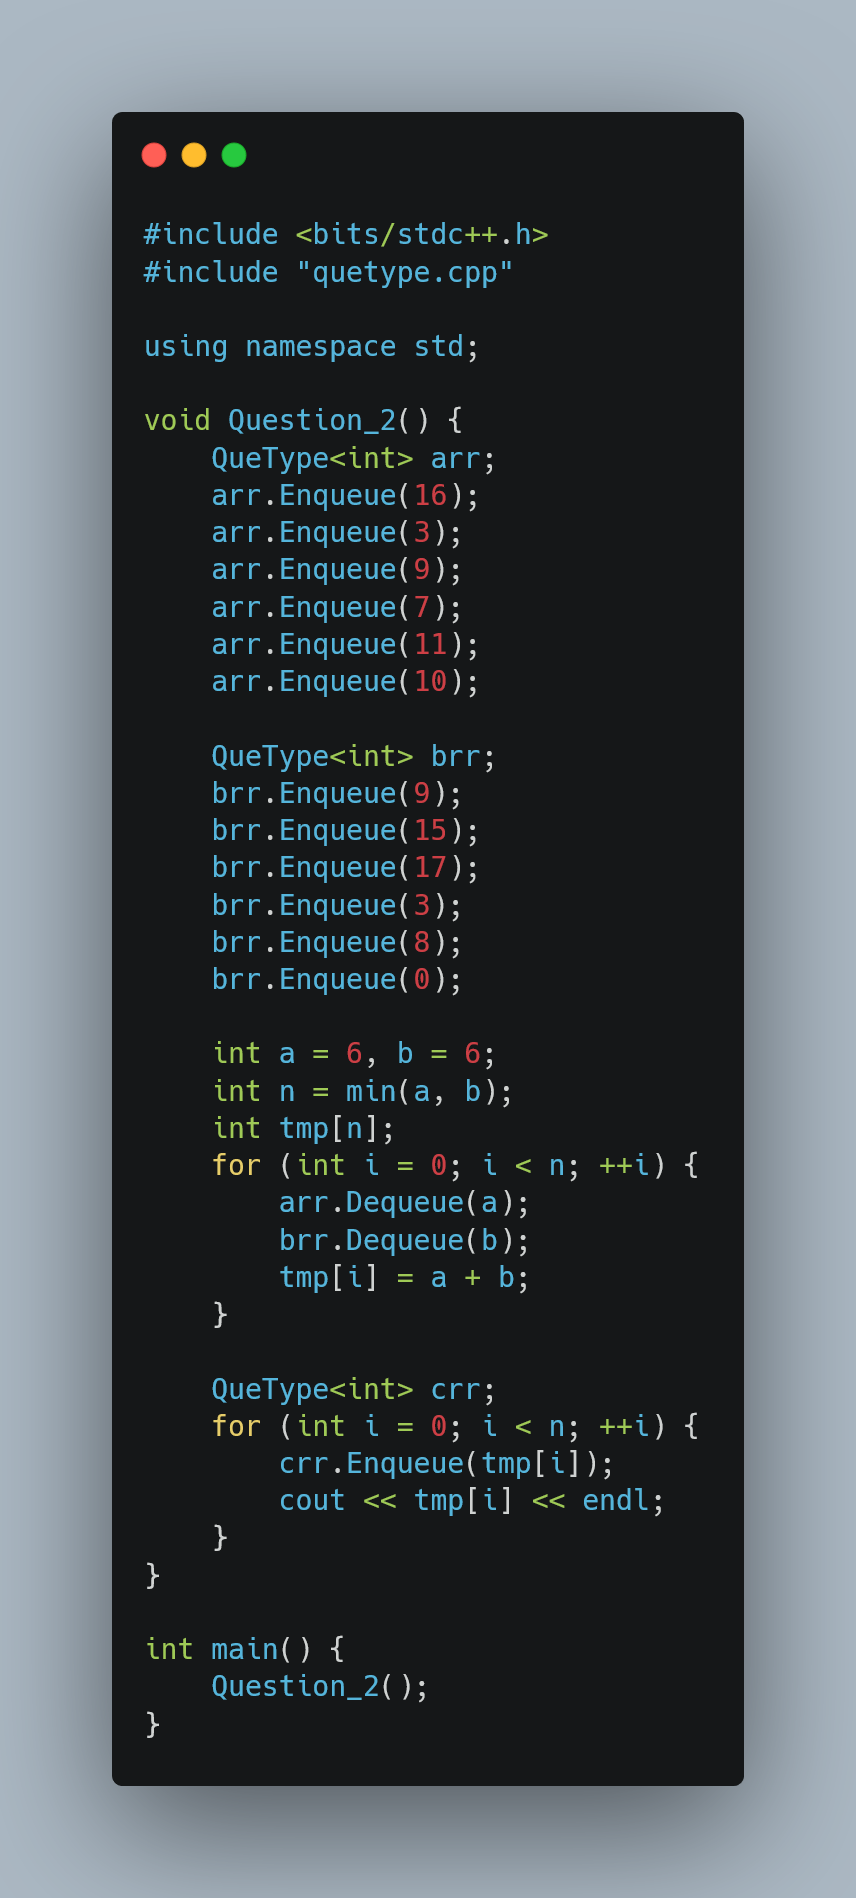 #include <bits/stdc++.h>
#include "quetype.cpp"
using namespace std;
void Question_2() {
QueType<int> arr;
arr.Enqueue(16);
arr.Enqueue(3);
arr.Enqueue(9);
arr.Enqueue(7);
arr.Enqueue(11);
arr.Enqueue(10);
QueType<int> brr;
brr.Enqueue(9);
brr.Enqueue(15);
brr.Enqueue(17);
brr.Enqueue(3);
brr.Enqueue(8);
brr.Enqueue(0);
int a = 6, b = 6;
int n = min(a, b);
int tmp[n];
for (int i = 0; i < n; ++i) {
arr.Dequeue(a);
brr.Dequeue(b);
tmp[i] = a + b;
}
QueType<int> crr;
for (int i = 0; i < n; ++i) {
crr.Enqueue(tmp[i]);
cout << tmp[i] << endl;
}
}
int main() {
Question_2();
}